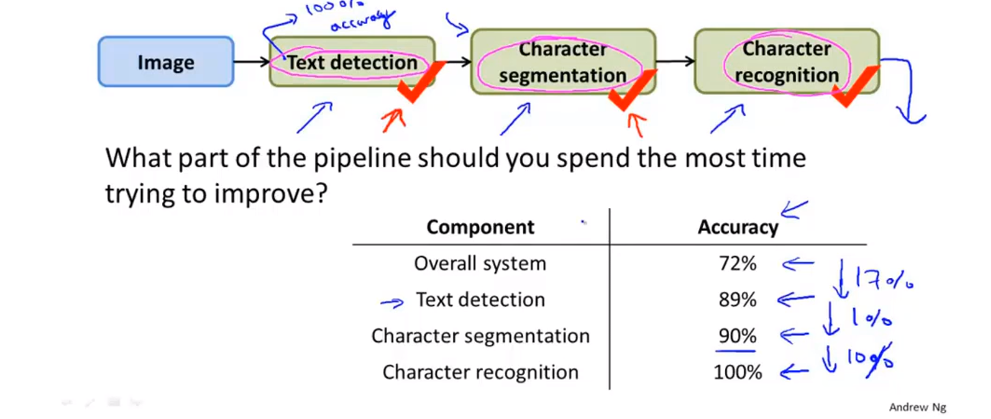 100% accuracy
Image
Text detection
Character segmentation
Character recognition
What part of the pipeline should you spend the most time
trying to improve?
Component Accuracy
Overall system 72%
Text detection 89%
Character segmentation 90%
Character recognition 100%
17%
1%
10%
Andrew Ng